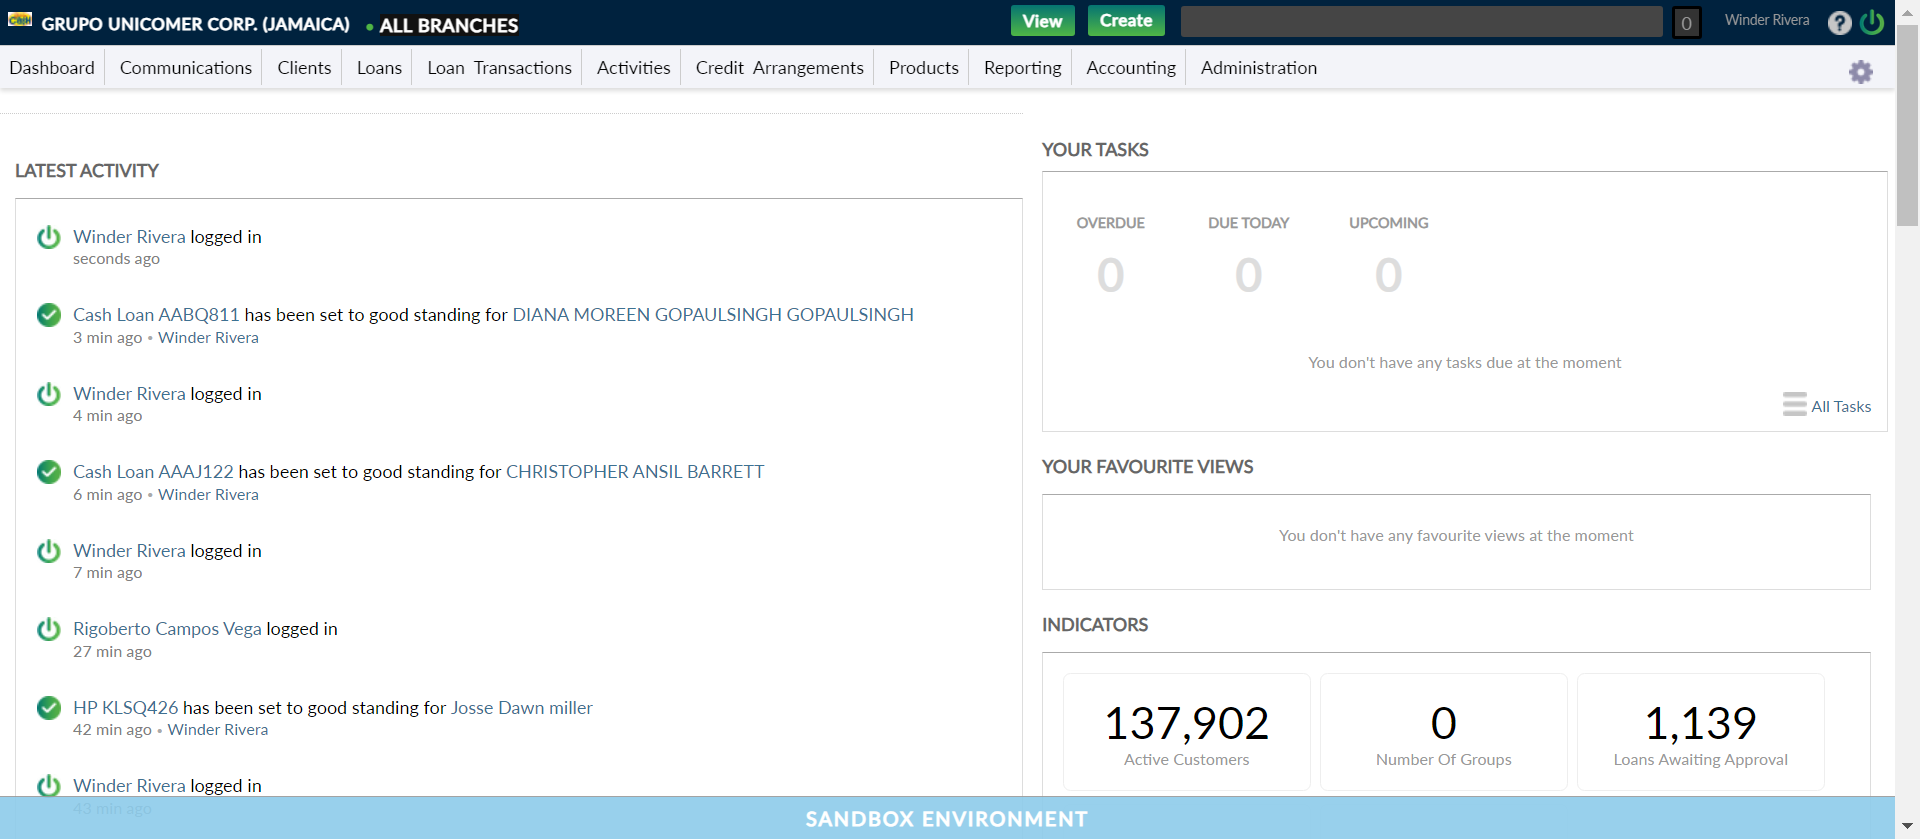 Cash
GRUPO UNICOMER CORP. (JAMAICA) • ALL BRANCHES
View Create 0 Winder Rivera ?
Dashboard Communications Clients Loans Loan Transactions Activities Credit Arrangements Products Reporting Accounting Administration
LATEST ACTIVITY
Winder Rivera logged in
seconds ago
Cash Loan AABQ811 has been set to good standing for DIANA MOREEN GOPAULSINGH GOPAULSINGH
3 min ago • Winder Rivera
Winder Rivera logged in
4 min ago
Cash Loan AAAJ122 has been set to good standing for CHRISTOPHER ANSIL BARRETT
6 min ago • Winder Rivera
Winder Rivera logged in
7 min ago
Rigoberto Campos Vega logged in
27 min ago
HP KLSQ426 has been set to good standing for Josse Dawn miller
42 min ago • Winder Rivera
Winder Rivera logged in
43 min ago
YOUR TASKS
OVERDUE DUE TODAY UPCOMING
0 0 0
You don't have any tasks due at the moment
All Tasks
YOUR FAVOURITE VIEWS
You don't have any favourite views at the moment
INDICATORS
137,902 0 1,139
Active Customers Number Of Groups Loans Awaiting Approval
SANDBOX ENVIRONMENT